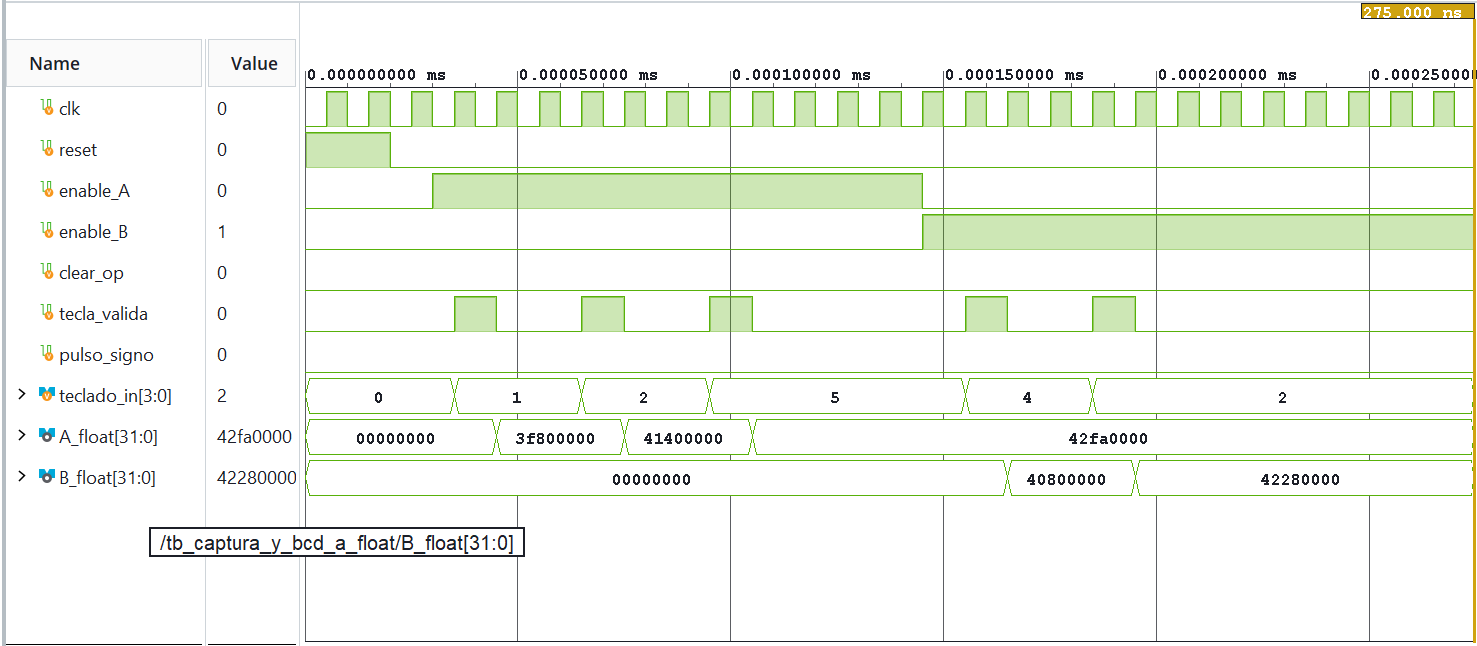 275.000 ns
Name Value
0.000000000 ms 0.000050000 ms 0.000100000 ms 0.000150000 ms 0.000200000 ms 0.00025000
clk 0
reset 0
enable_A 0
enable_B 1
clear_op 0
tecla_valida 0
pulso_signo 0
teclado_in[3:0] 2 0 1 2 5 4 2
A_float[31:0] 42fa0000 00000000 3f800000 41400000 42fa0000
B_float[31:0] 42280000 00000000 40800000 42280000
/tb_captura_y_bcd_a_float/B_float[31:0]